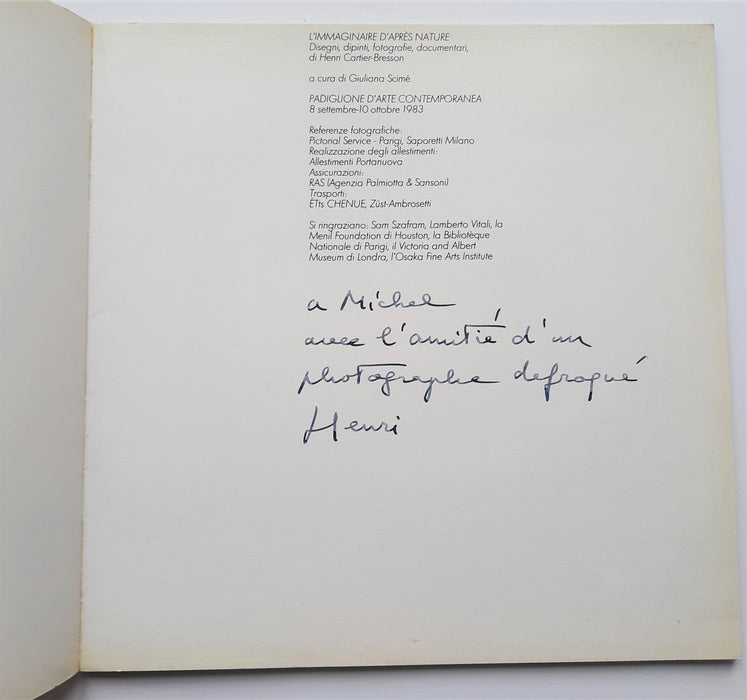 L'IMMAGINAIRE D'APRÈS NATURE
Disegni, dipinti, fotografie, documentari,
di Henri Cartier-Bresson
a cura di Giuliana Scimé
PADIGLIONE D'ARTE CONTEMPORANEA
8 settembre-10 ottobre 1983
Referenze fotografiche:
Pictorial Service - Parigi, Saporetti Milano
Realizzazione degli allestimenti:
Allestimenti Portanuova
Assicurazioni:
RAS (Agenzia Palmiotta & Sansoni)
Trasporti:
ETts CHENUE, Züst-Ambrosetti
Si ringraziano: Sam Szafram, Lamberto Vitali, la
Menil Foundation di Houston, la Bibliotèque
Nationale di Parigi, il Victoria and Albert
Museum di Londra, l'Osaka Fine Arts Institute
a Michel
avec l'amitié d'un
photographe defroqué
Henri